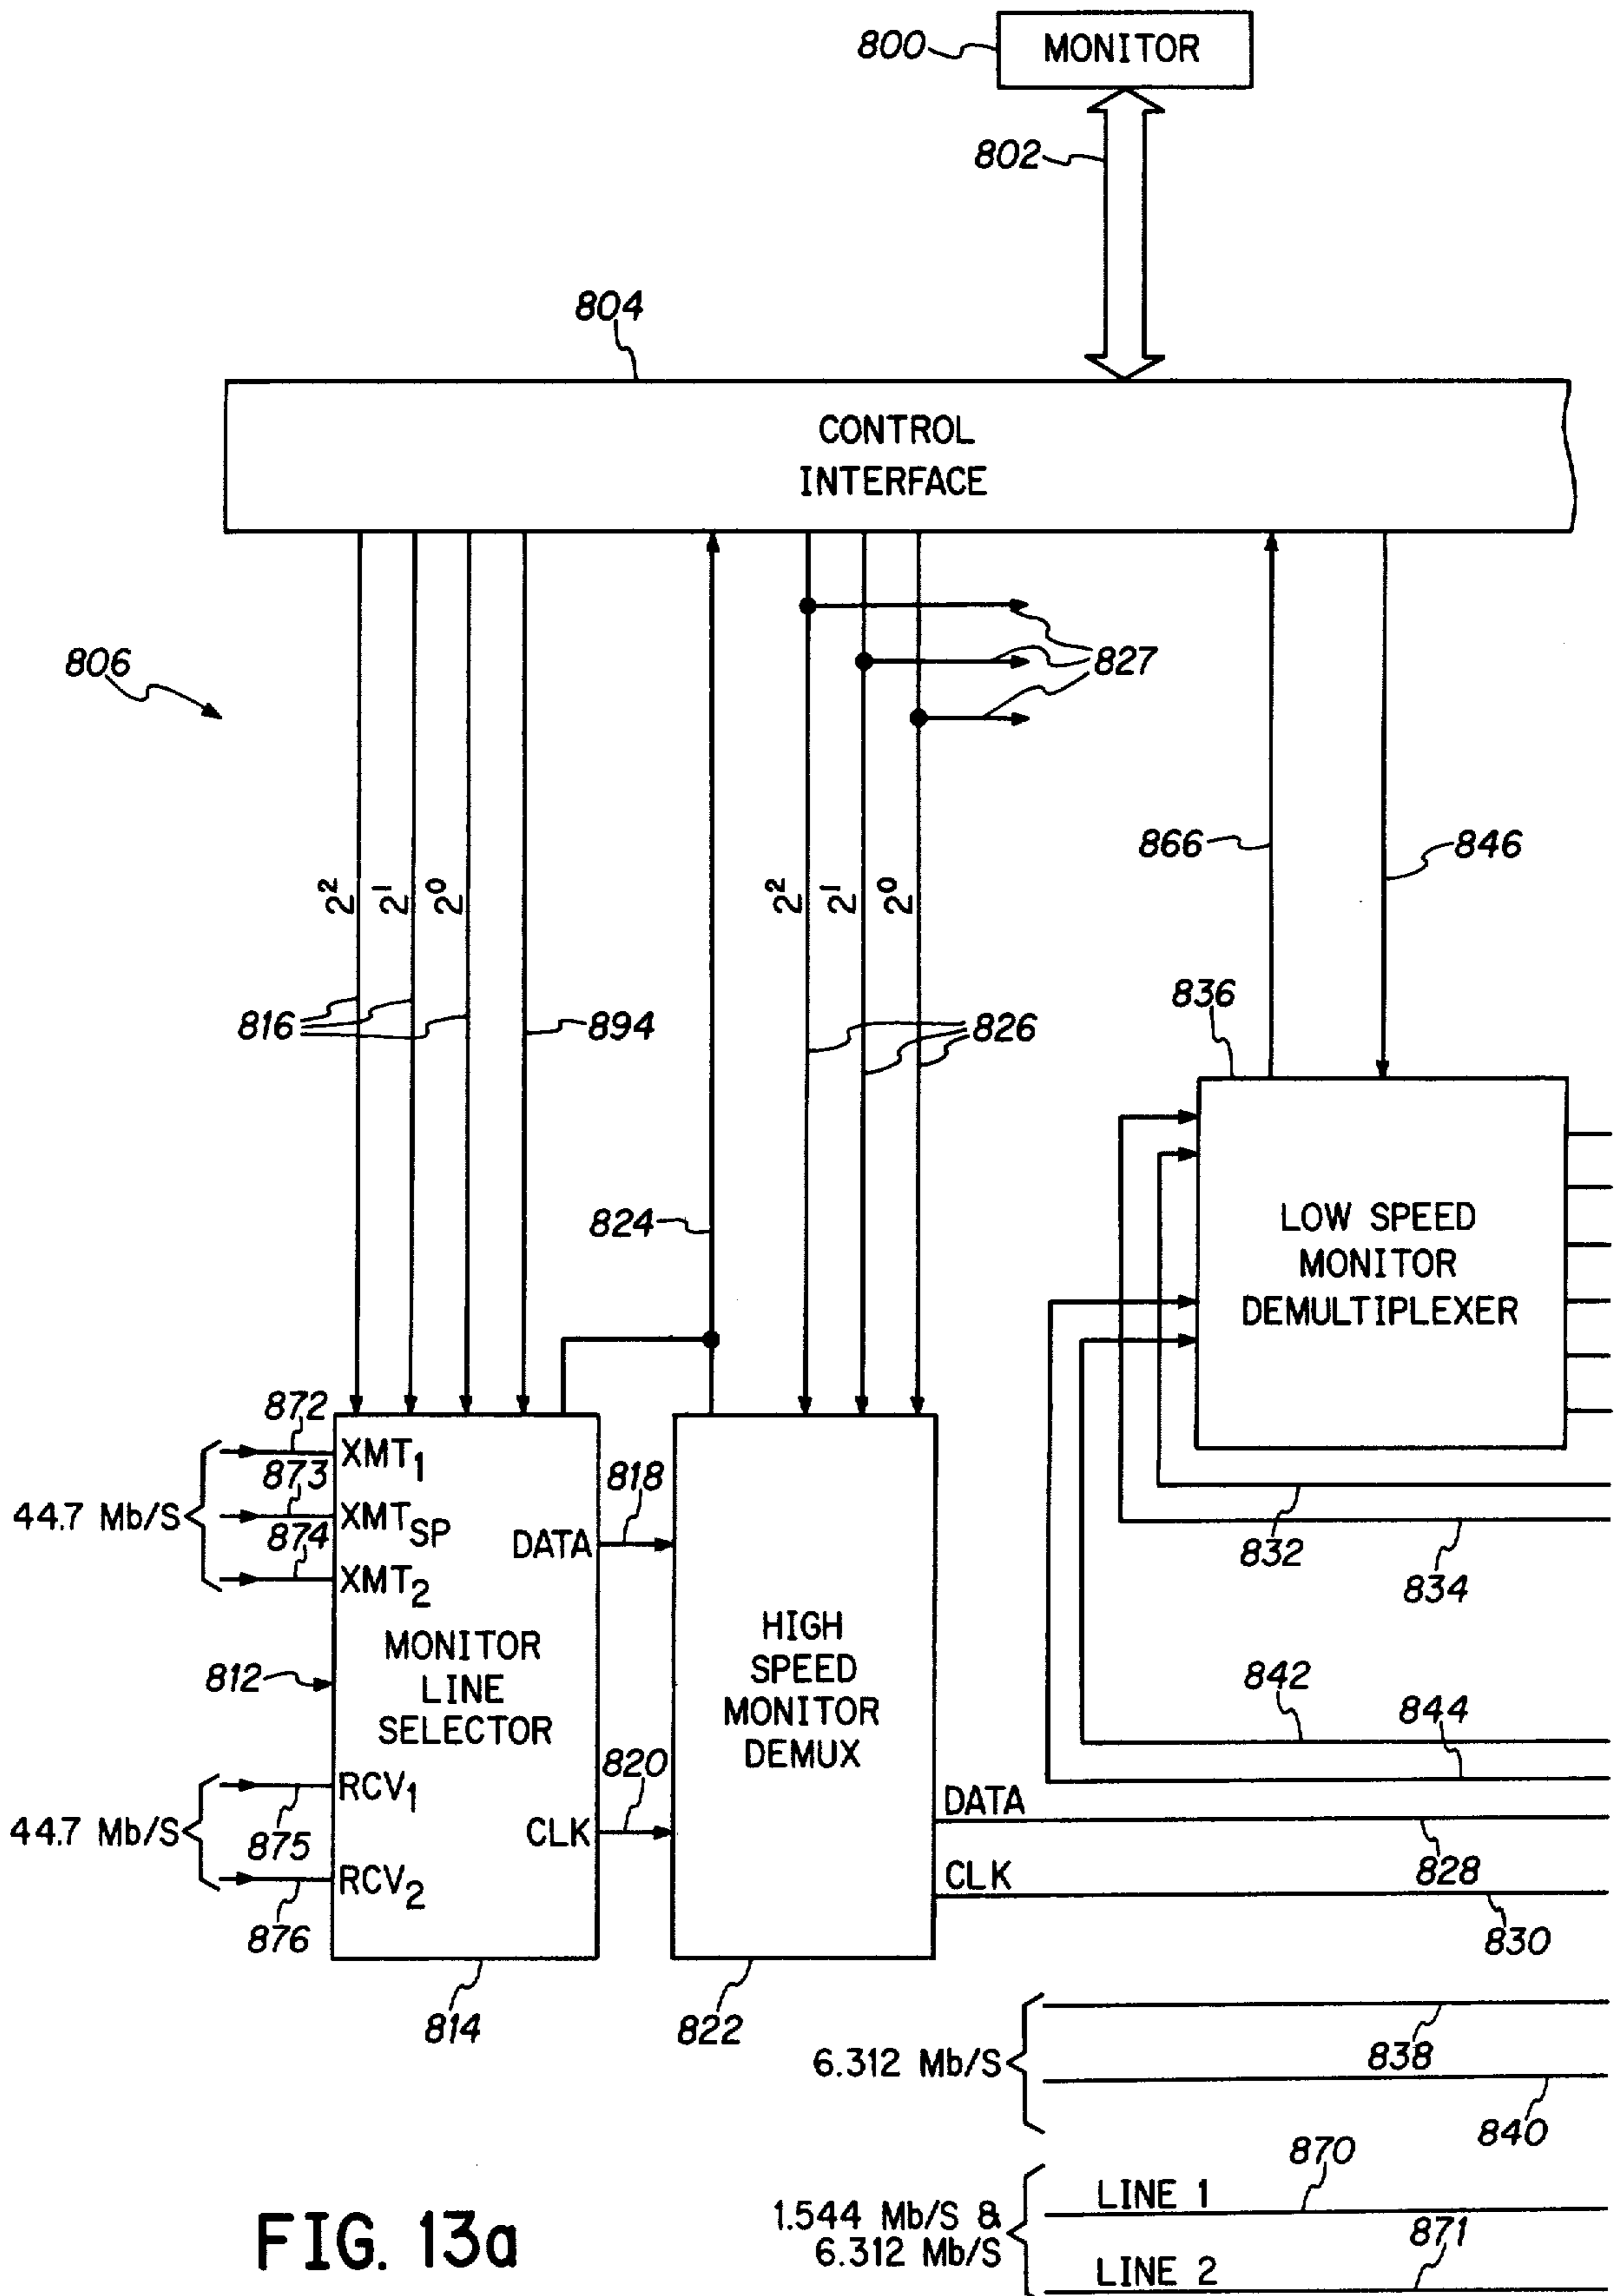 800
MONITOR
802
804
CONTROL
INTERFACE
806
827
866
846
2²
2¹
2⁰
2²
2¹
2⁰
816
894
826
836
824
LOW SPEED
MONITOR
DEMULTIPLEXER
872
XMT₁
873
818
44.7 Mb/S
XMT_SP
874
DATA
832
XMT₂
834
HIGH
SPEED
MONITOR
DEMUX
MONITOR
LINE
SELECTOR
812
842
844
820
RCV₁
DATA
44.7 Mb/S
875
CLK
828
RCV₂
CLK
876
830
814
822
6.312 Mb/S
838
840
870
LINE 1
1.544 Mb/S &
6.312 Mb/S
871
LINE 2
FIG. 13a